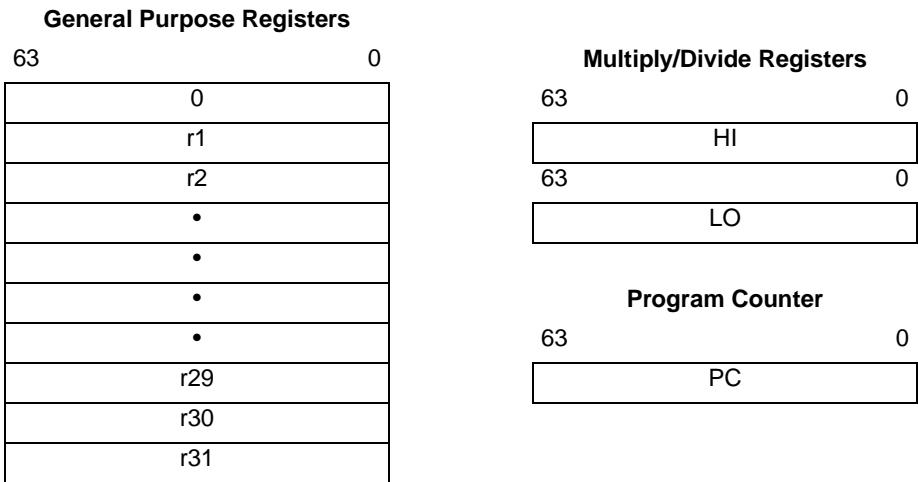 General Purpose Registers
63 0
0
r1
r2
•
•
•
•
r29
r30
r31
Multiply/Divide Registers
63 0
HI
63 0
LO
Program Counter
63 0
PC